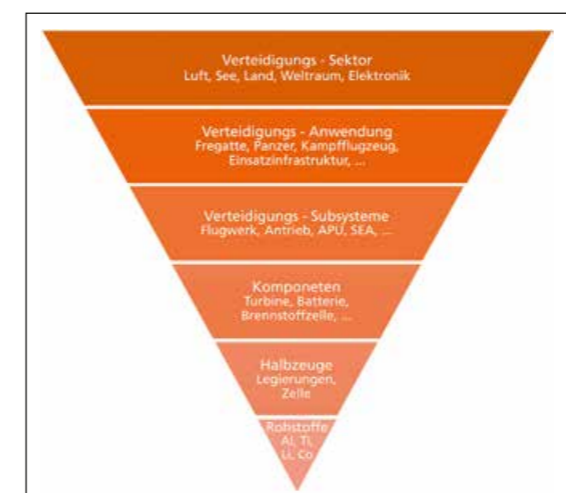 Verteidigungs - Sektor
Luft, See, Land, Weltraum, Elektronik
Verteidigungs - Anwendung
Fregatte, Panzer, Kampfflugzeug,
Einsatzinfrastruktur, ...
Verteidigungs - Subsysteme
Flugwerk, Antrieb, APU, SEA, ...
Komponeten
Turbine, Batterie,
Brennstoffzelle, ...
Halbzeuge
Legierungen,
Zelle
Rohstoffe
Al, Ti,
Li, Co